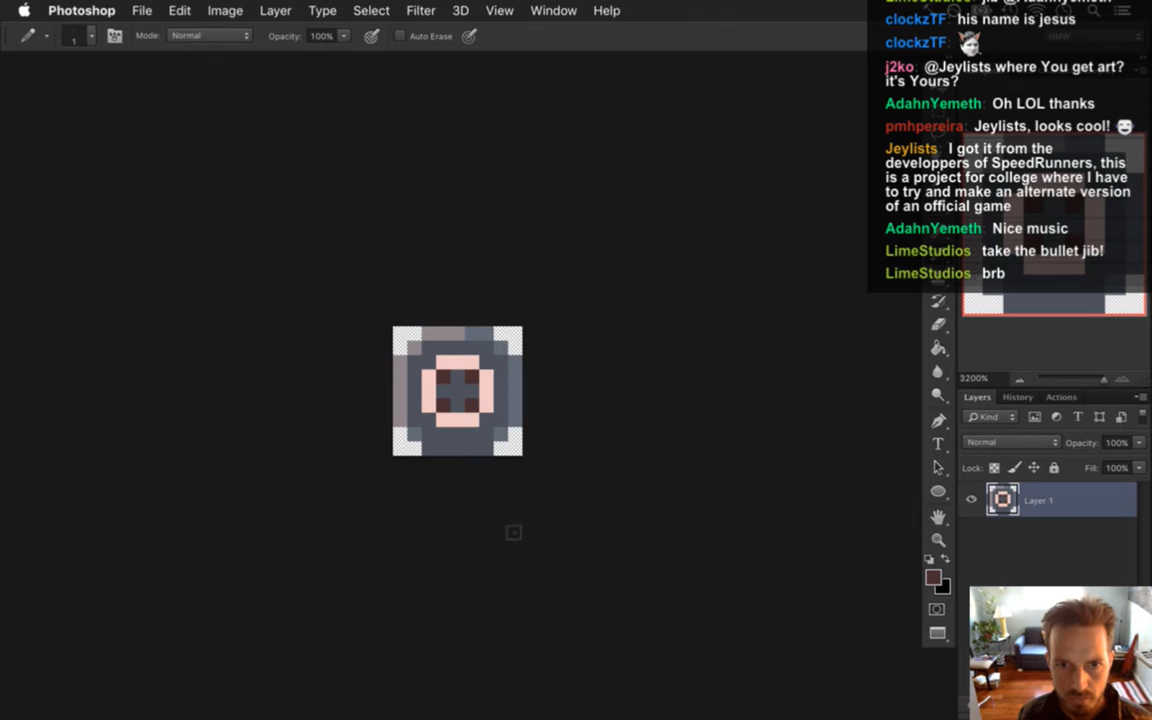 Photoshop File Edit Image Layer Type Select Filter 3D View Window Help
1 Mode: Normal Opacity: 100% Auto Erase
clockzTF: his name is jesus
clockzTF:
j2ko: @Jeylists where You get art?
it's Yours?
AdahnYemeth: Oh LOL thanks
pmhpereira: Jeylists, looks cool!
Jeylists: I got it from the
developpers of SpeedRunners, this
is a project for college where I have
to try and make an alternate version
of an official game
AdahnYemeth: Nice music
LimeStudios: take the bullet jib!
LimeStudios: brb
3200%
Layers History Actions
Kind
Normal Opacity: 100%
Lock: Fill: 100%
Layer 1